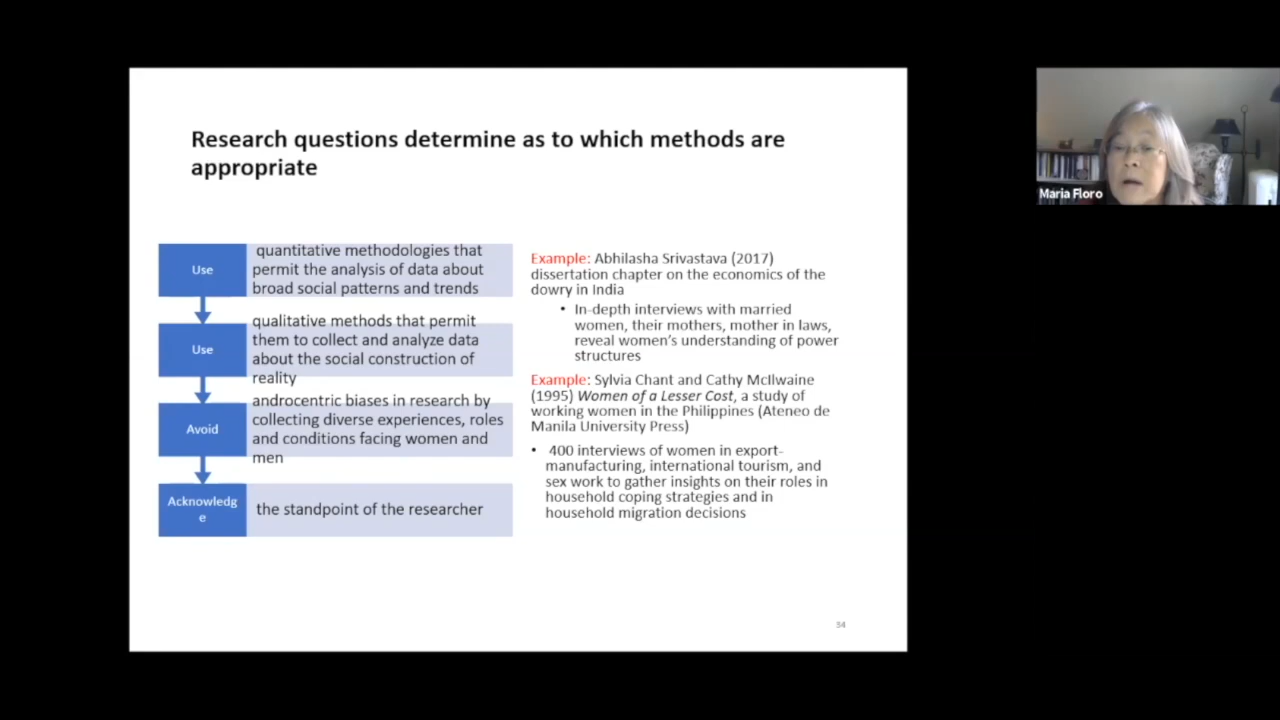 Research questions determine as to which methods are
appropriate
Use
quantitative methodologies that
permit the analysis of data about
broad social patterns and trends
Use
qualitative methods that permit
them to collect and analyze data
about the social construction of
reality
Avoid
androcentric biases in research by
collecting diverse experiences, roles
and conditions facing women and
men
Acknowledg
e
the standpoint of the researcher
Example: Abhilasha Srivastava (2017)
dissertation chapter on the economics of the
dowry in India
• In-depth interviews with married
women, their mothers, mother in laws,
reveal women's understanding of power
structures
Example: Sylvia Chant and Cathy McIlwaine
(1995) Women of a Lesser Cost, a study of
working women in the Philippines (Ateneo de
Manila University Press)
• 400 interviews of women in export-
manufacturing, international tourism, and
sex work to gather insights on their roles in
household coping strategies and in
household migration decisions
34
Maria Floro